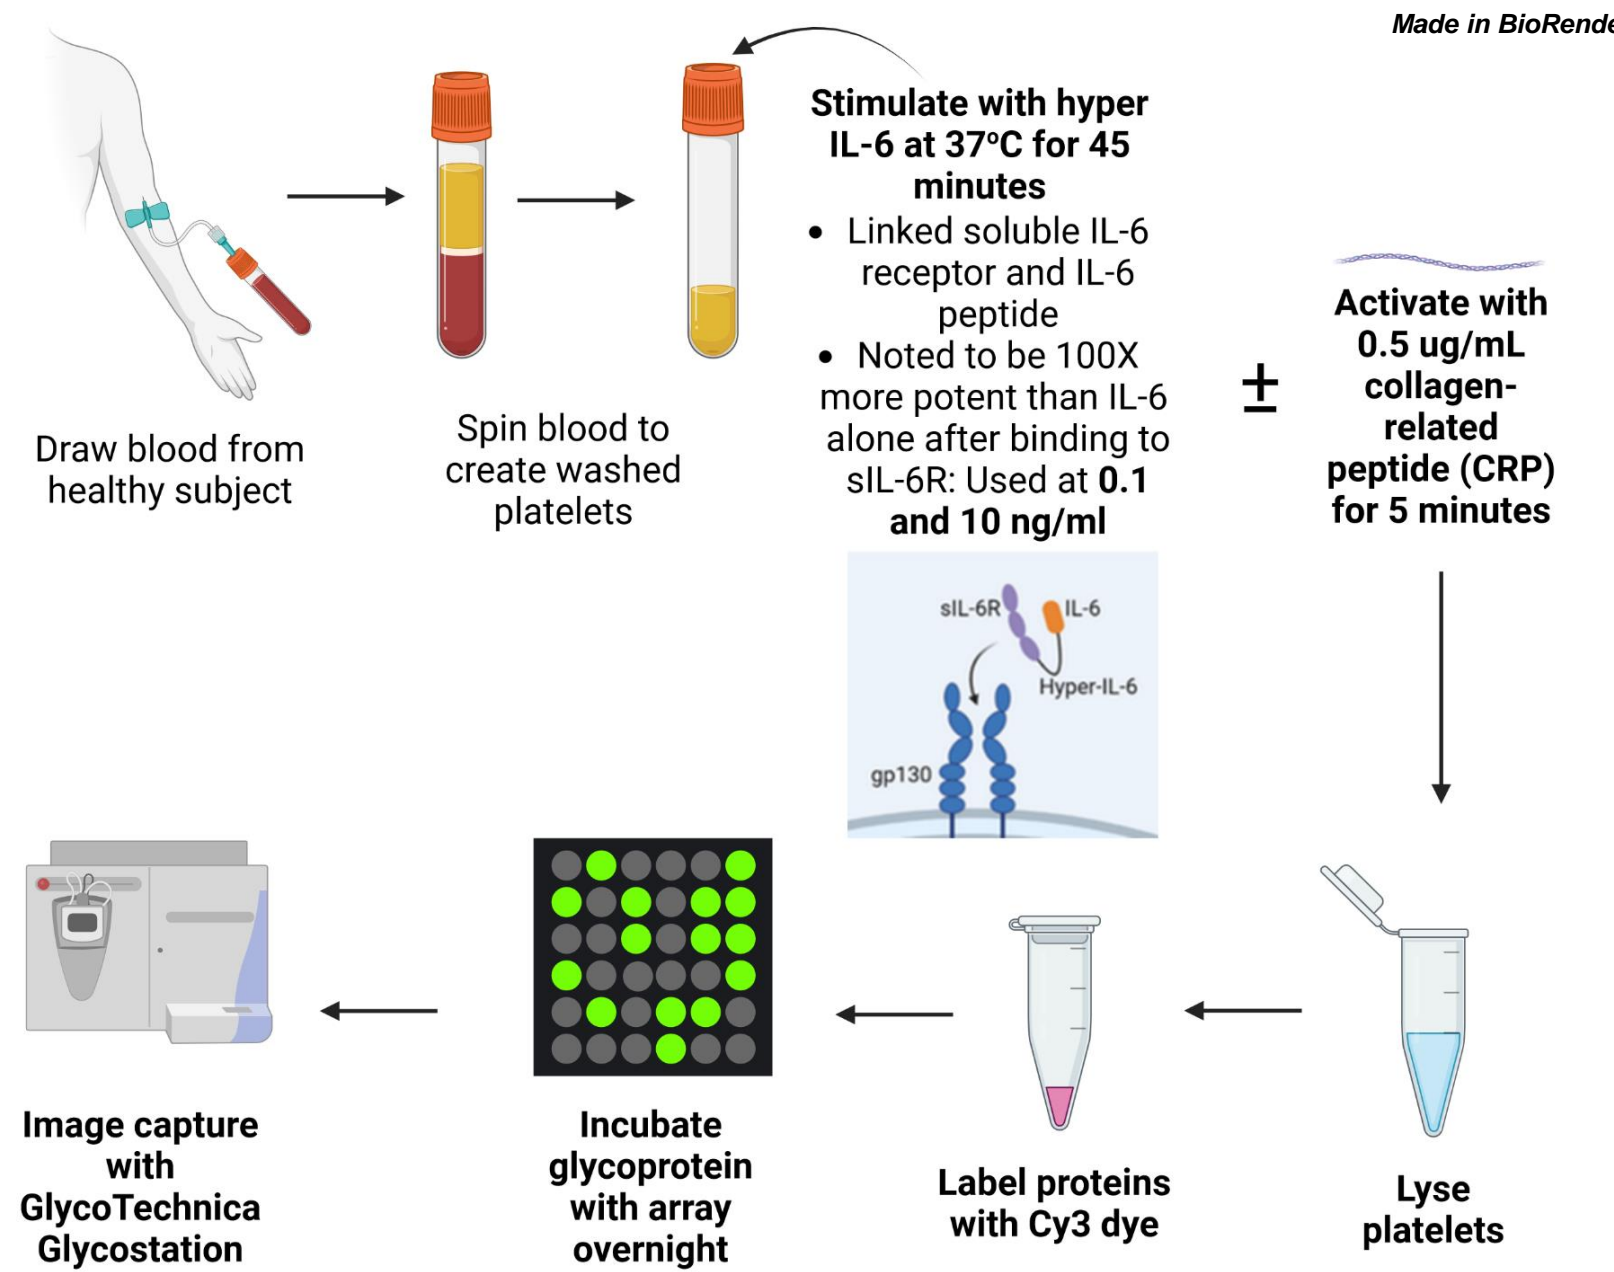 Made in BioRende
Draw blood from
healthy subject
Spin blood to
create washed
platelets
Stimulate with hyper
IL-6 at 37ºC for 45
minutes
• Linked soluble IL-6
receptor and IL-6
peptide
• Noted to be 100X
more potent than IL-6
alone after binding to
sIL-6R: Used at 0.1
and 10 ng/ml
±
Activate with
0.5 ug/mL
collagen-
related
peptide (CRP)
for 5 minutes
sIL-6R
IL-6
Hyper-IL-6
gp130
Lyse
platelets
Label proteins
with Cy3 dye
Incubate
glycoprotein
with array
overnight
Image capture
with
GlycoTechnica
Glycostation